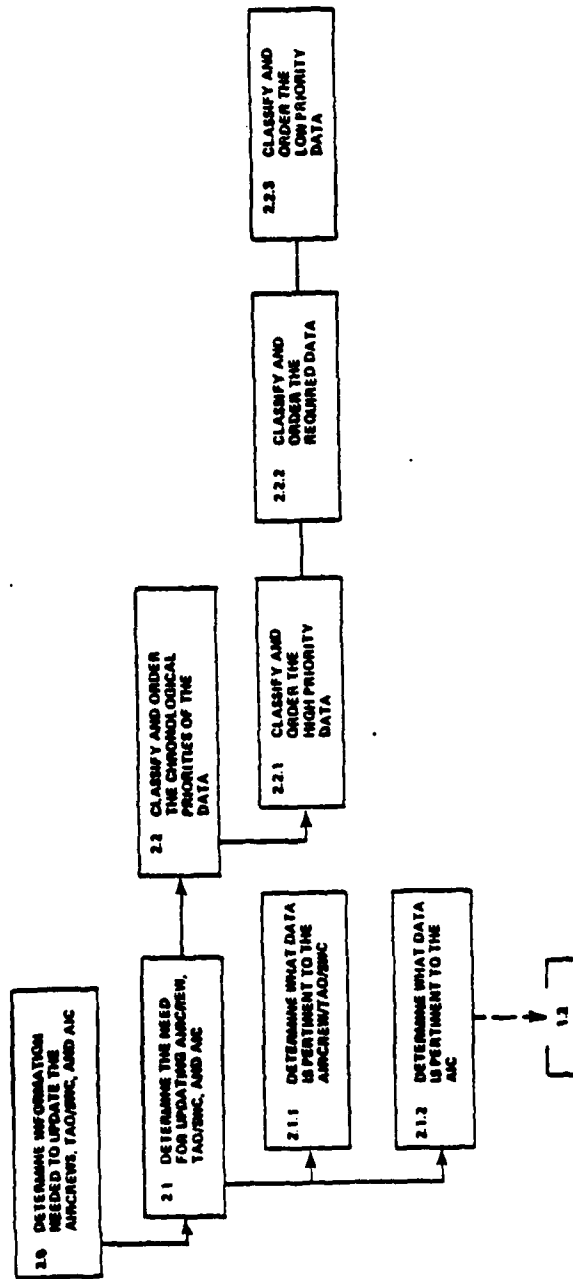 2.0 DETERMINE INFORMATION
NEEDED TO UPDATE THE
AIRCREWS, TAO/SWC, AND AIC
2.1 DETERMINE THE NEED
FOR UPDATING AIRCREW,
TAO/SWC, AND AIC
2.1.1 DETERMINE WHAT DATA
IS PERTIMENT TO THE
AIRCREW/TAO/SWC
2.1.2 DETERMINE WHAT DATA
IS PERTIMENT TO THE
AIC
1.2
2.2 CLASSIFY AND ORDER
THE CHRONOLOGICAL
PRIORITIES OF THE
DATA
2.2.1 CLASSIFY AND
ORDER THE
HIGH PRIORITY
DATA
2.2.2 CLASSIFY AND
ORDER THE
REQUIRED DATA
2.2.3 CLASSIFY AND
ORDER THE
LOW PRIORITY
DATA